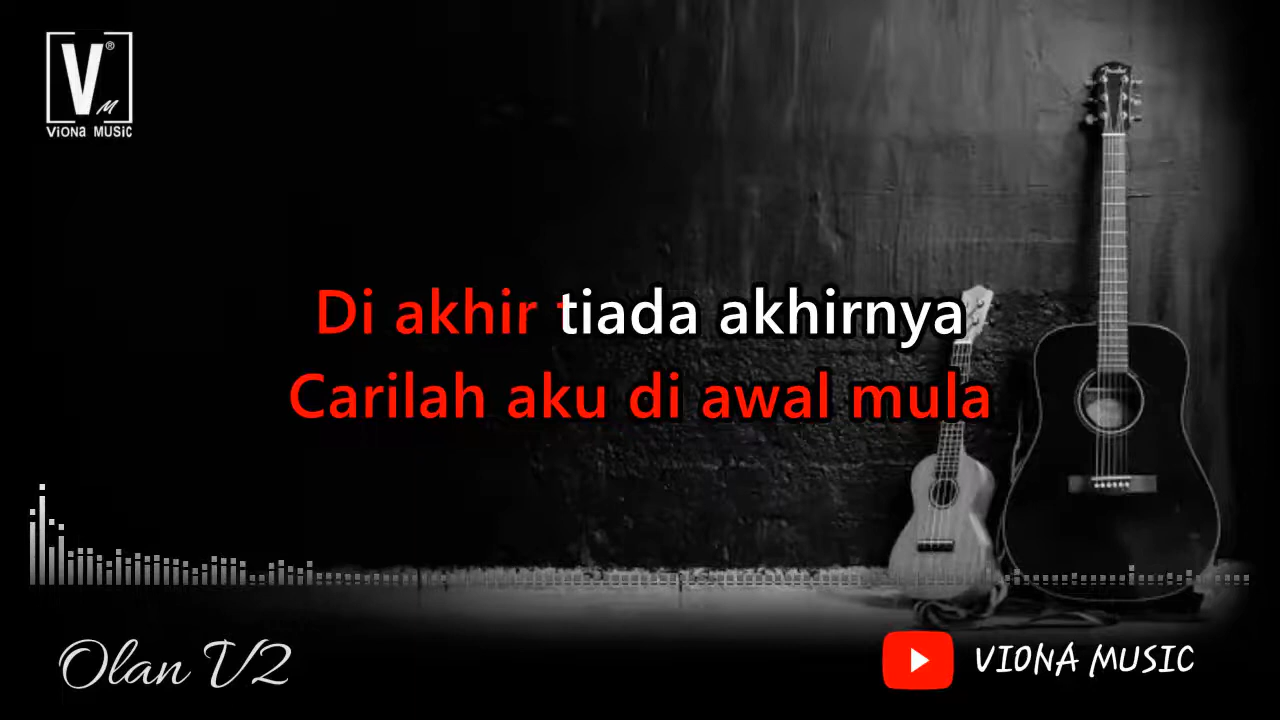 V®
M
ViONa MUSiC
Di akhir tiada akhirnya
Carilah aku di awal mula
Olan V2
VIONA MUSIC